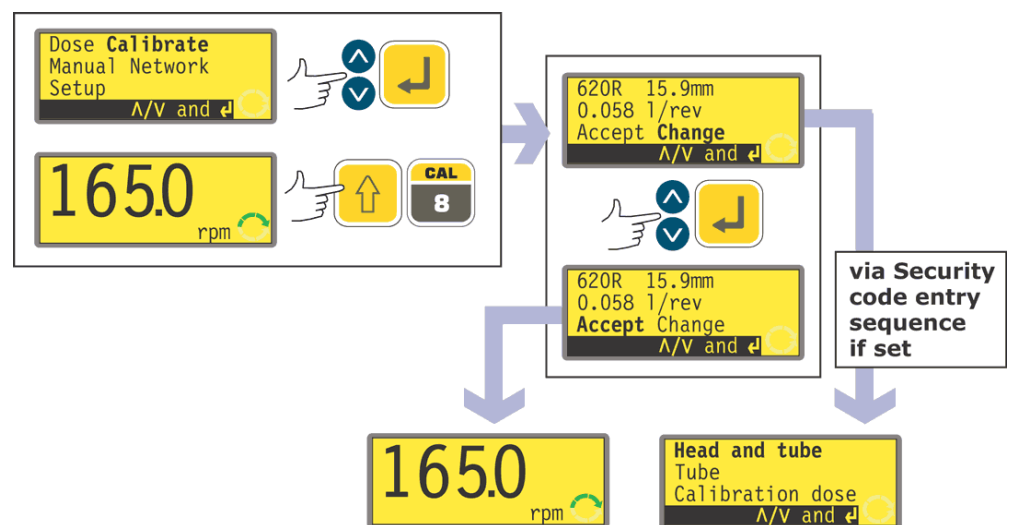 Dose Calibrate
Manual Network
Setup
Λ/V and ↲
165.0
rpm
CAL
8
620R 15.9mm
0.058 l/rev
Accept Change
Λ/V and ↲
620R 15.9mm
0.058 l/rev
Accept Change
Λ/V and ↲
via Security
code entry
sequence
if set
165.0
rpm
Head and tube
Tube
Calibration dose
Λ/V and ↲